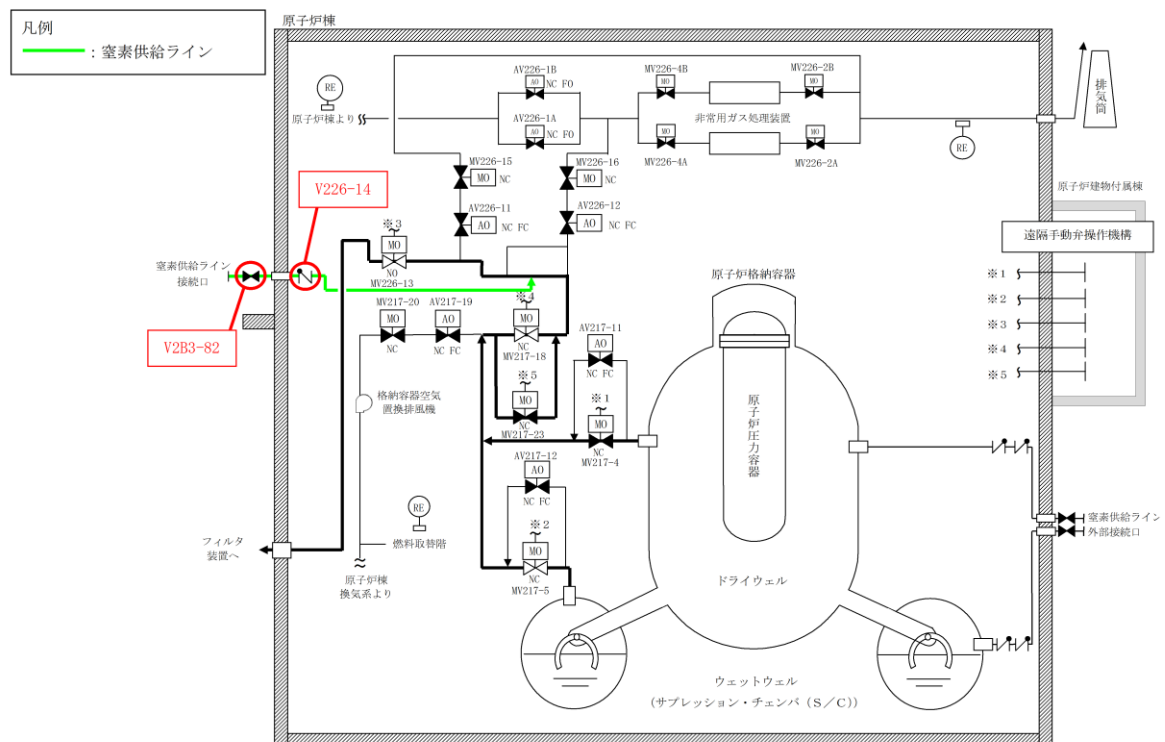 凡例
：窒素供給ライン
原子炉棟
AV226-1B
AO
NC FO
MV226-4B
MO
MV226-2B
MO
RE
原子炉棟より
AV226-1A
AO
NC FO
非常用ガス処理装置
MO
MV226-4A
MO
MV226-2A
RE
排気筒
MV226-15
MO
NC
MV226-16
MO
NC
V226-14
AV226-11
AO
NC FC
AV226-12
AO
NC FC
原子炉建物付属棟
遠隔手動弁操作機構
※1
※2
※3
※4
※5
※3
MO
NO
MV226-13
窒素供給ライン
接続口
V2B3-82
原子炉格納容器
MV217-20
MO
NC
AV217-19
AO
NC FC
※4
MO
NC
MV217-18
AV217-11
AO
NC FC
格納容器空気
置換排風機
※5
MO
NC
MV217-23
※1
MO
NC
MV217-4
原子炉圧力容器
AV217-12
AO
NC FC
RE
燃料取替階
※2
MO
NC
MV217-5
窒素供給ライン
外部接続口
フィルタ
装置へ
原子炉棟
換気系より
ドライウェル
ウェットウェル
（サプレッション・チェンバ（S／C））